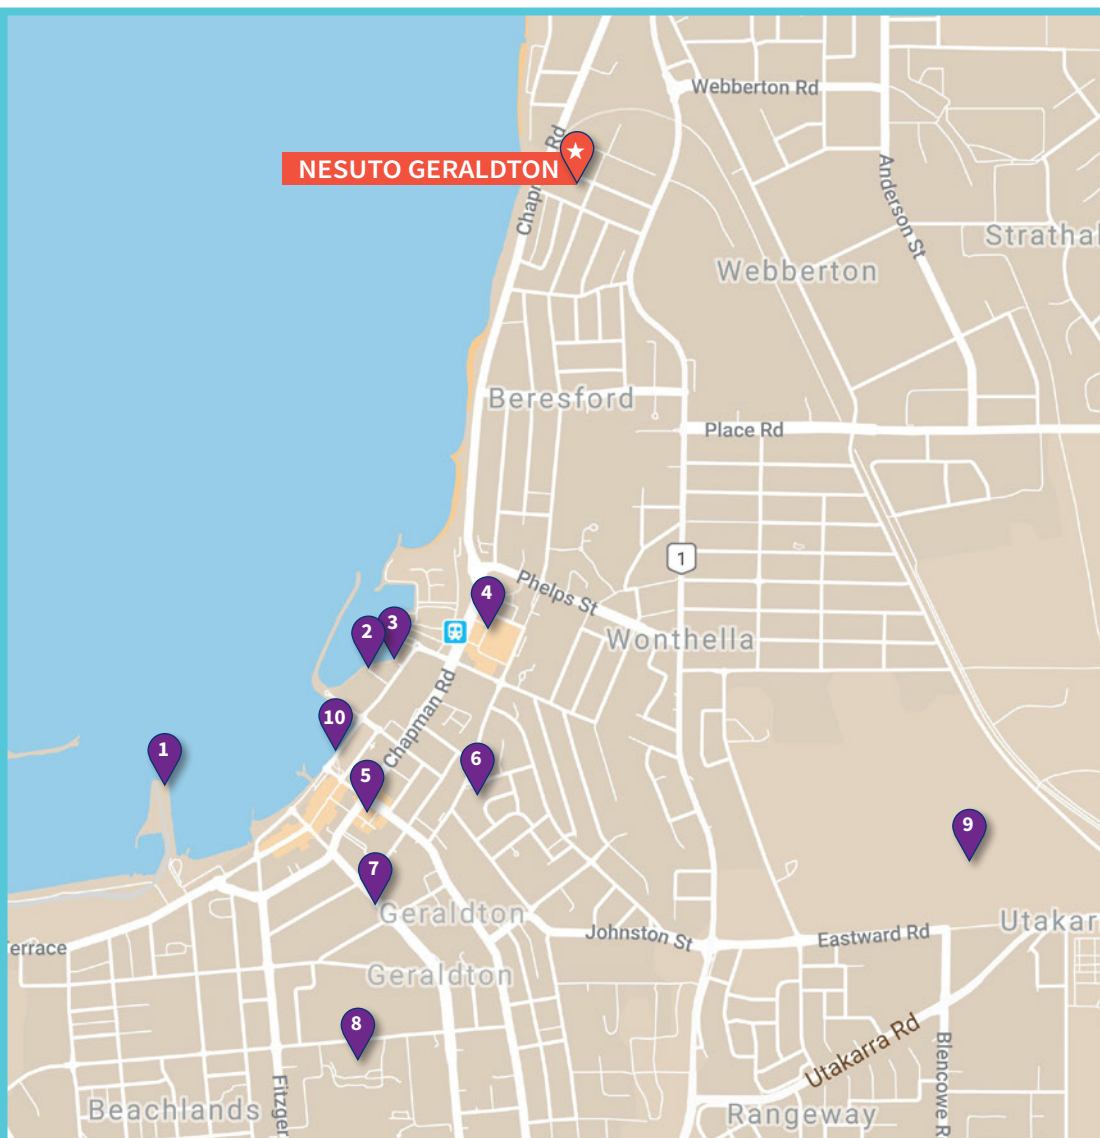 Webberton Rd
Chapman Rd
NESUTO GERALDTON
Anderson St
Strathal
Webberton
Beresford
Place Rd
1
Phelps St
4
3
2
Wonthella
Chapman Rd
10
1
6
5
9
7
Geraldton
Johnston St
Eastward Rd
Utakar
errace
Geraldton
8
Utakarra Rd
Blencowe R
Fitzger
Beachlands
Rangeway